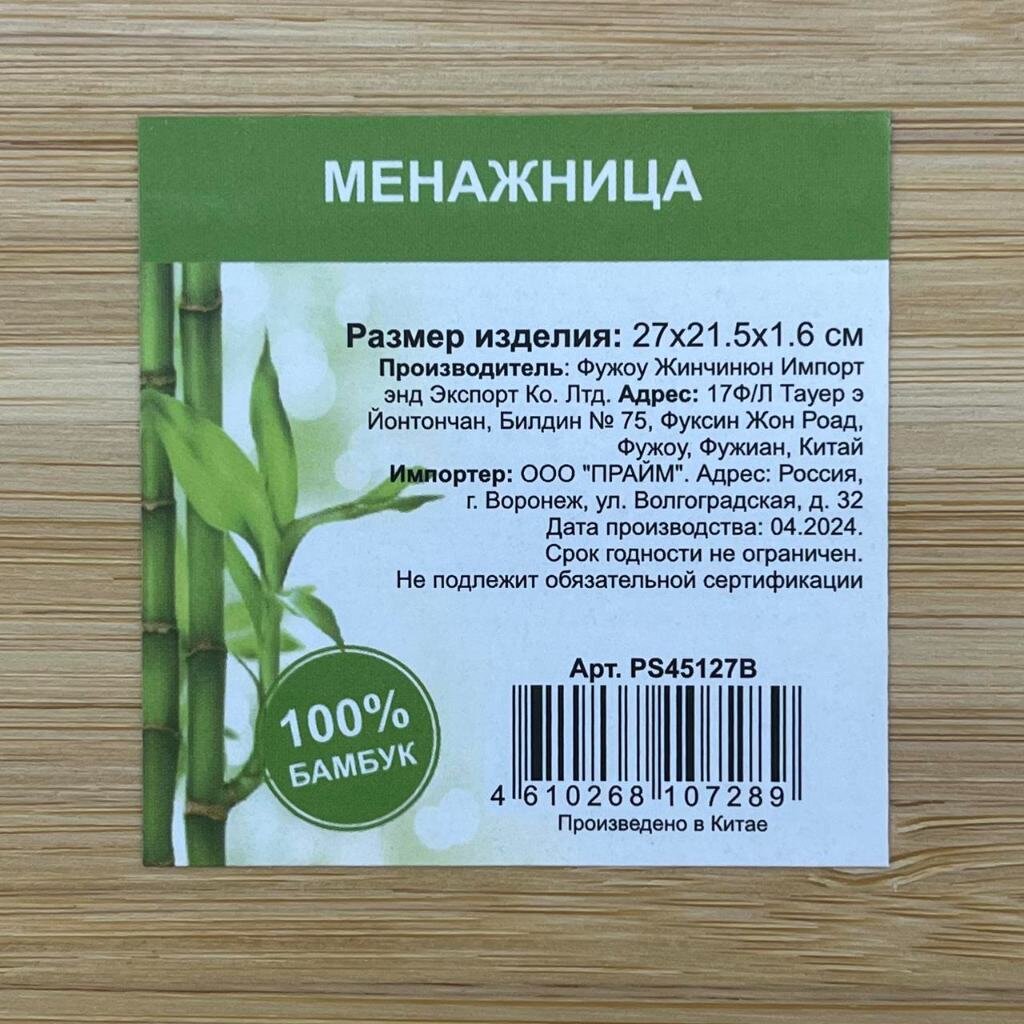 МЕНАЖНИЦА
Размер изделия: 27х21.5х1.6 см
Производитель: Фужоу Жинчинюн Импорт
энд Экспорт Ко. Лтд. Адрес: 17Ф/Л Тауер э
Йонтончан, Билдин № 75, Фуксин Жон Роад,
Фужоу, Фужиан, Китай
Импортер: ООО "ПРАЙМ". Адрес: Россия,
г. Воронеж, ул. Волгоградская, д. 32
Дата производства: 04.2024.
Срок годности не ограничен.
Не подлежит обязательной сертификации
100%
БАМБУК
Арт. PS45127B
4 610268 107289
Произведено в Китае